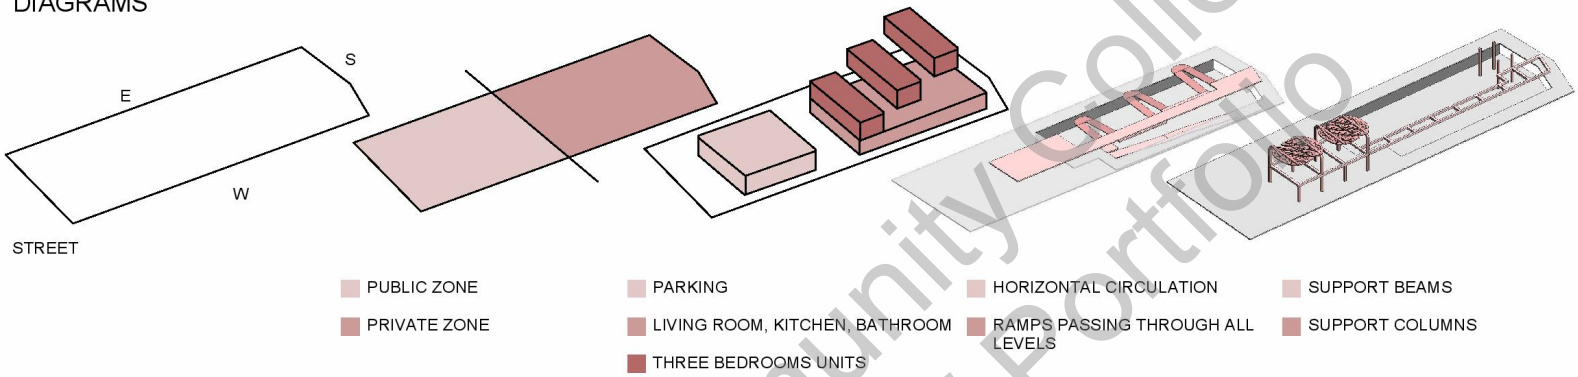 DIAGRAMS
S
E
W
STREET
PUBLIC ZONE
PRIVATE ZONE
PARKING
LIVING ROOM, KITCHEN, BATHROOM
THREE BEDROOMS UNITS
HORIZONTAL CIRCULATION
RAMPS PASSING THROUGH ALL
LEVELS
SUPPORT BEAMS
SUPPORT COLUMNS
Portfolio